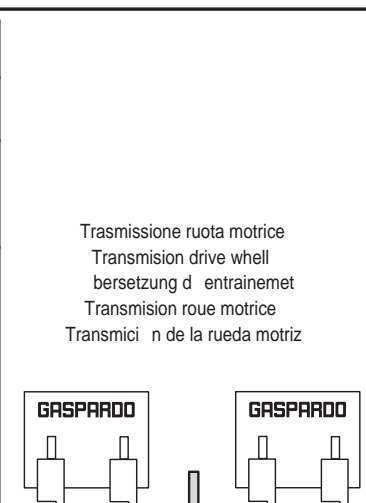 Trasmissione ruota motrice
Transmision drive whell
bersetzung d entrainemet
Transmision roue motrice
Transmici n de la rueda motriz
GASPARDO GASPARDO